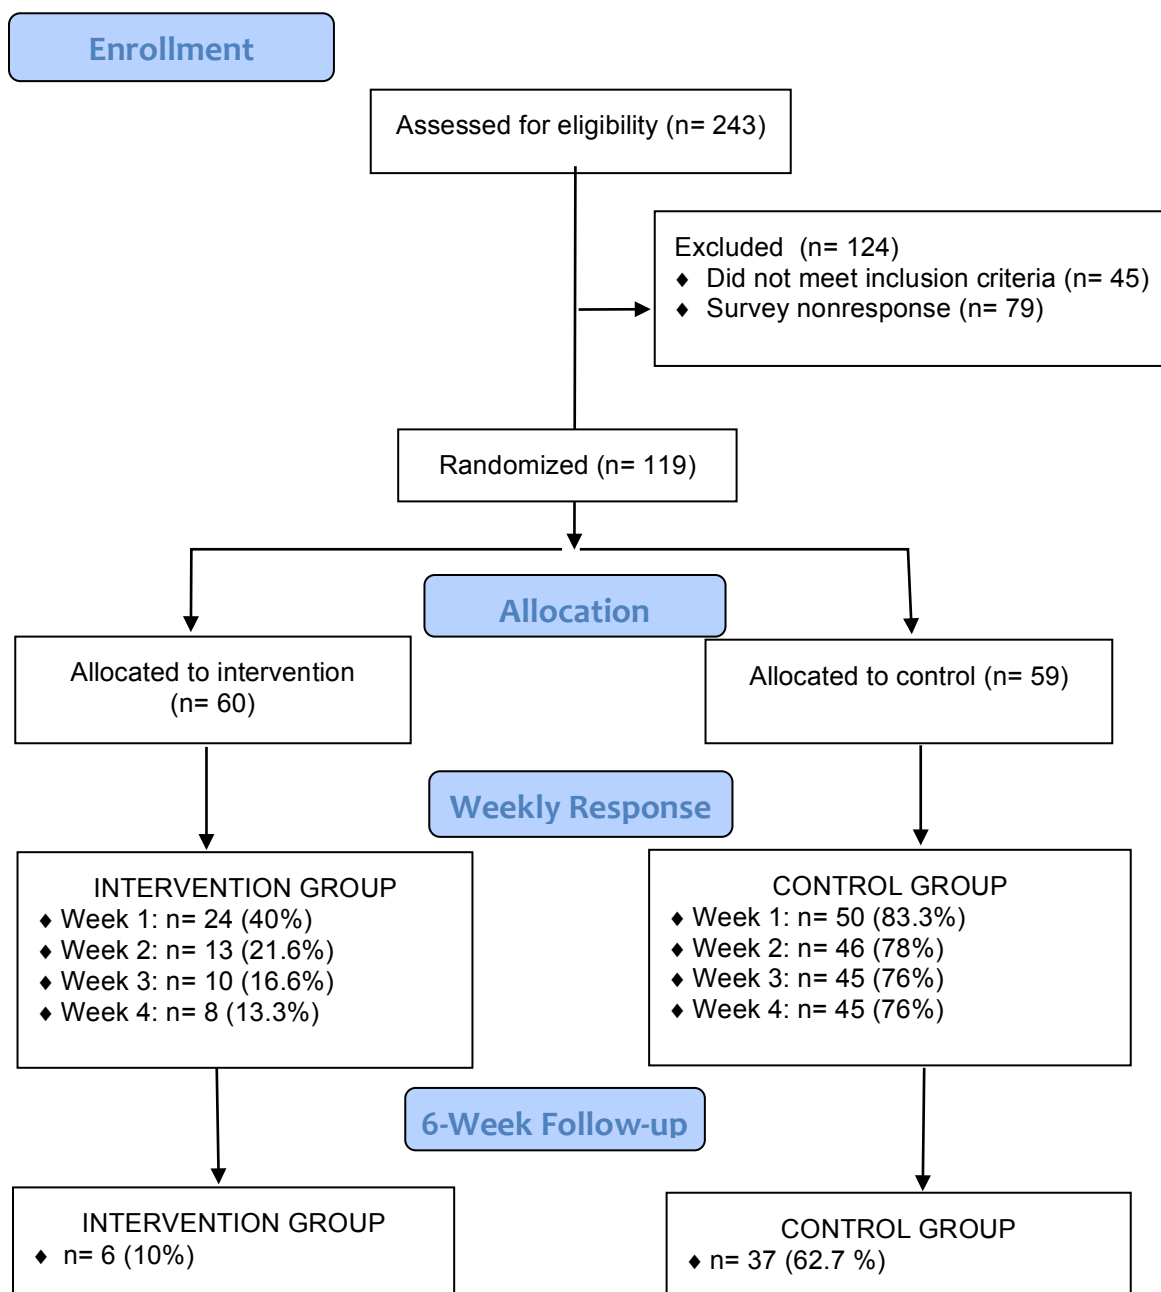 Enrollment
Assessed for eligibility (n= 243)
Excluded (n= 124)
♦ Did not meet inclusion criteria (n= 45)
♦ Survey nonresponse (n= 79)
Randomized (n= 119)
Allocation
Allocated to intervention
(n= 60)
Allocated to control (n= 59)
Weekly Response
INTERVENTION GROUP
♦ Week 1: n= 24 (40%)
♦ Week 2: n= 13 (21.6%)
♦ Week 3: n= 10 (16.6%)
♦ Week 4: n= 8 (13.3%)
CONTROL GROUP
♦ Week 1: n= 50 (83.3%)
♦ Week 2: n= 46 (78%)
♦ Week 3: n= 45 (76%)
♦ Week 4: n= 45 (76%)
6-Week Follow-up
INTERVENTION GROUP
♦ n= 6 (10%)
CONTROL GROUP
♦ n= 37 (62.7 %)